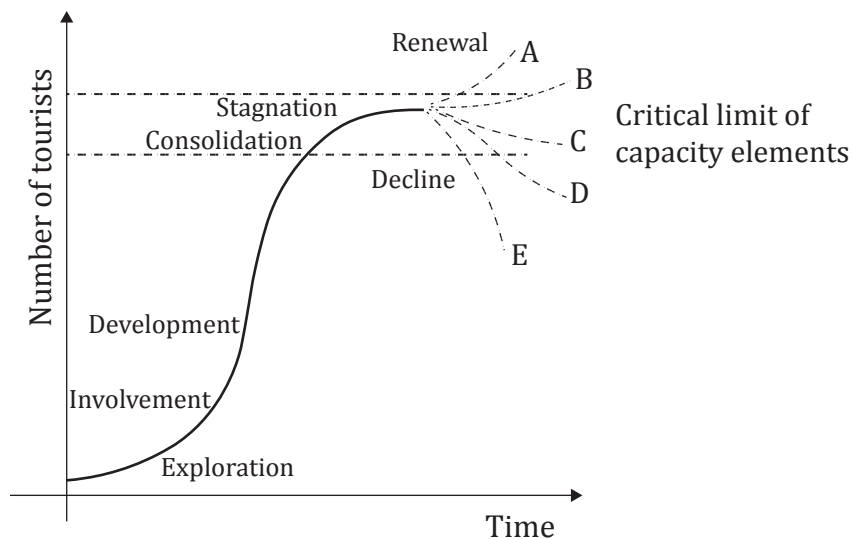 Renewal
A
B
Stagnation
Consolidation
Critical limit of
capacity elements
C
Decline
D
E
Number of tourists
Development
Involvement
Exploration
Time